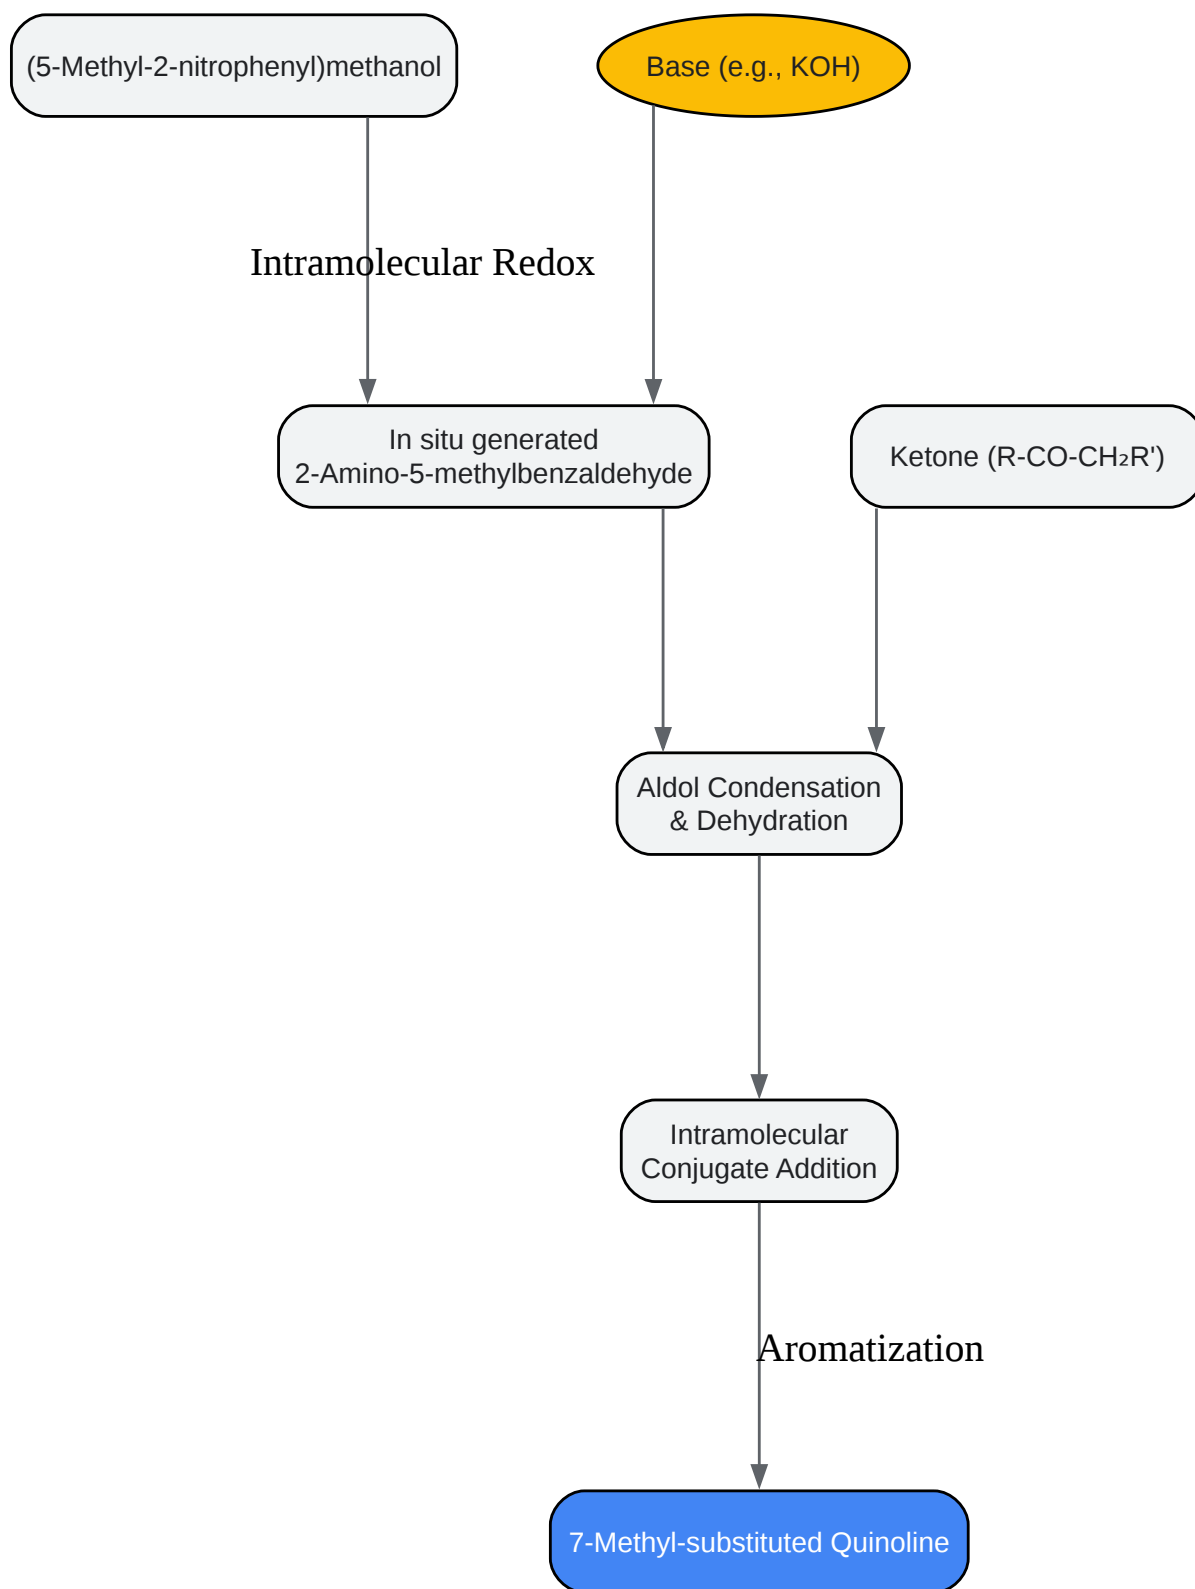 (5-Methyl-2-nitrophenyl)methanol
Base (e.g., KOH)
Intramolecular Redox
In situ generated
2-Amino-5-methylbenzaldehyde
Ketone (R-CO-CH₂R')
Aldol Condensation
& Dehydration
Intramolecular
Conjugate Addition
Aromatization
7-Methyl-substituted Quinoline